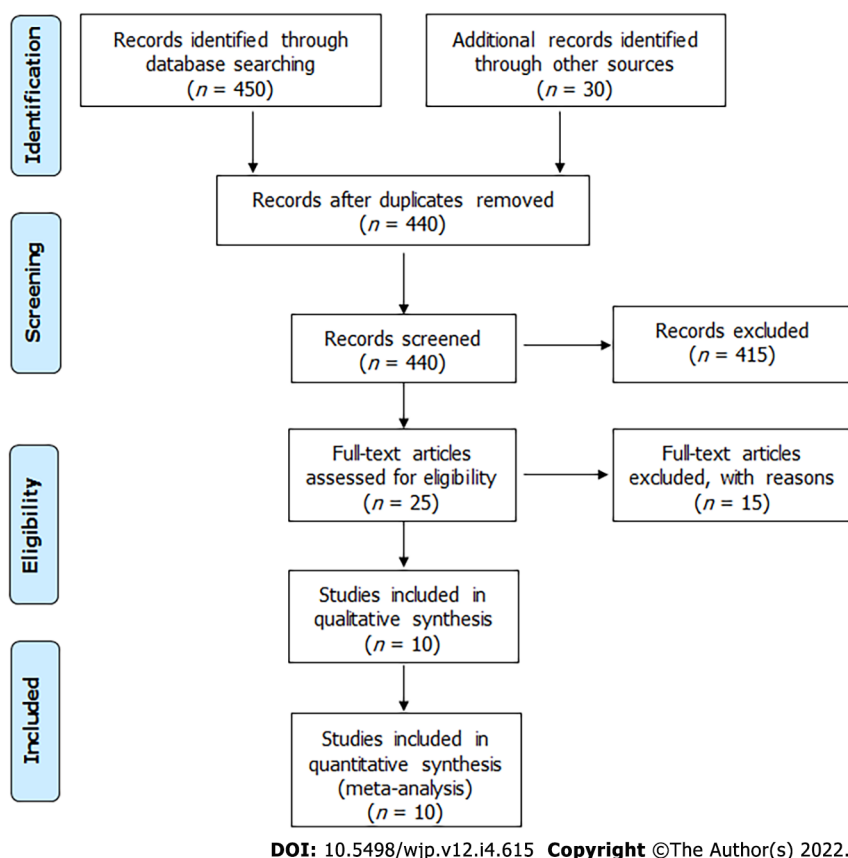 Identification
Records identified through
database searching
(n = 450)
Additional records identified
through other sources
(n = 30)
Records after duplicates removed
(n = 440)
Screening
Records screened
(n = 440)
Records excluded
(n = 415)
Eligibility
Full-text articles
assessed for eligibility
(n = 25)
Full-text articles
excluded, with reasons
(n = 15)
Studies included in
qualitative synthesis
(n = 10)
Included
Studies included in
quantitative synthesis
(meta-analysis)
(n = 10)
DOI: 10.5498/wjp.v12.i4.615 Copyright ©The Author(s) 2022.